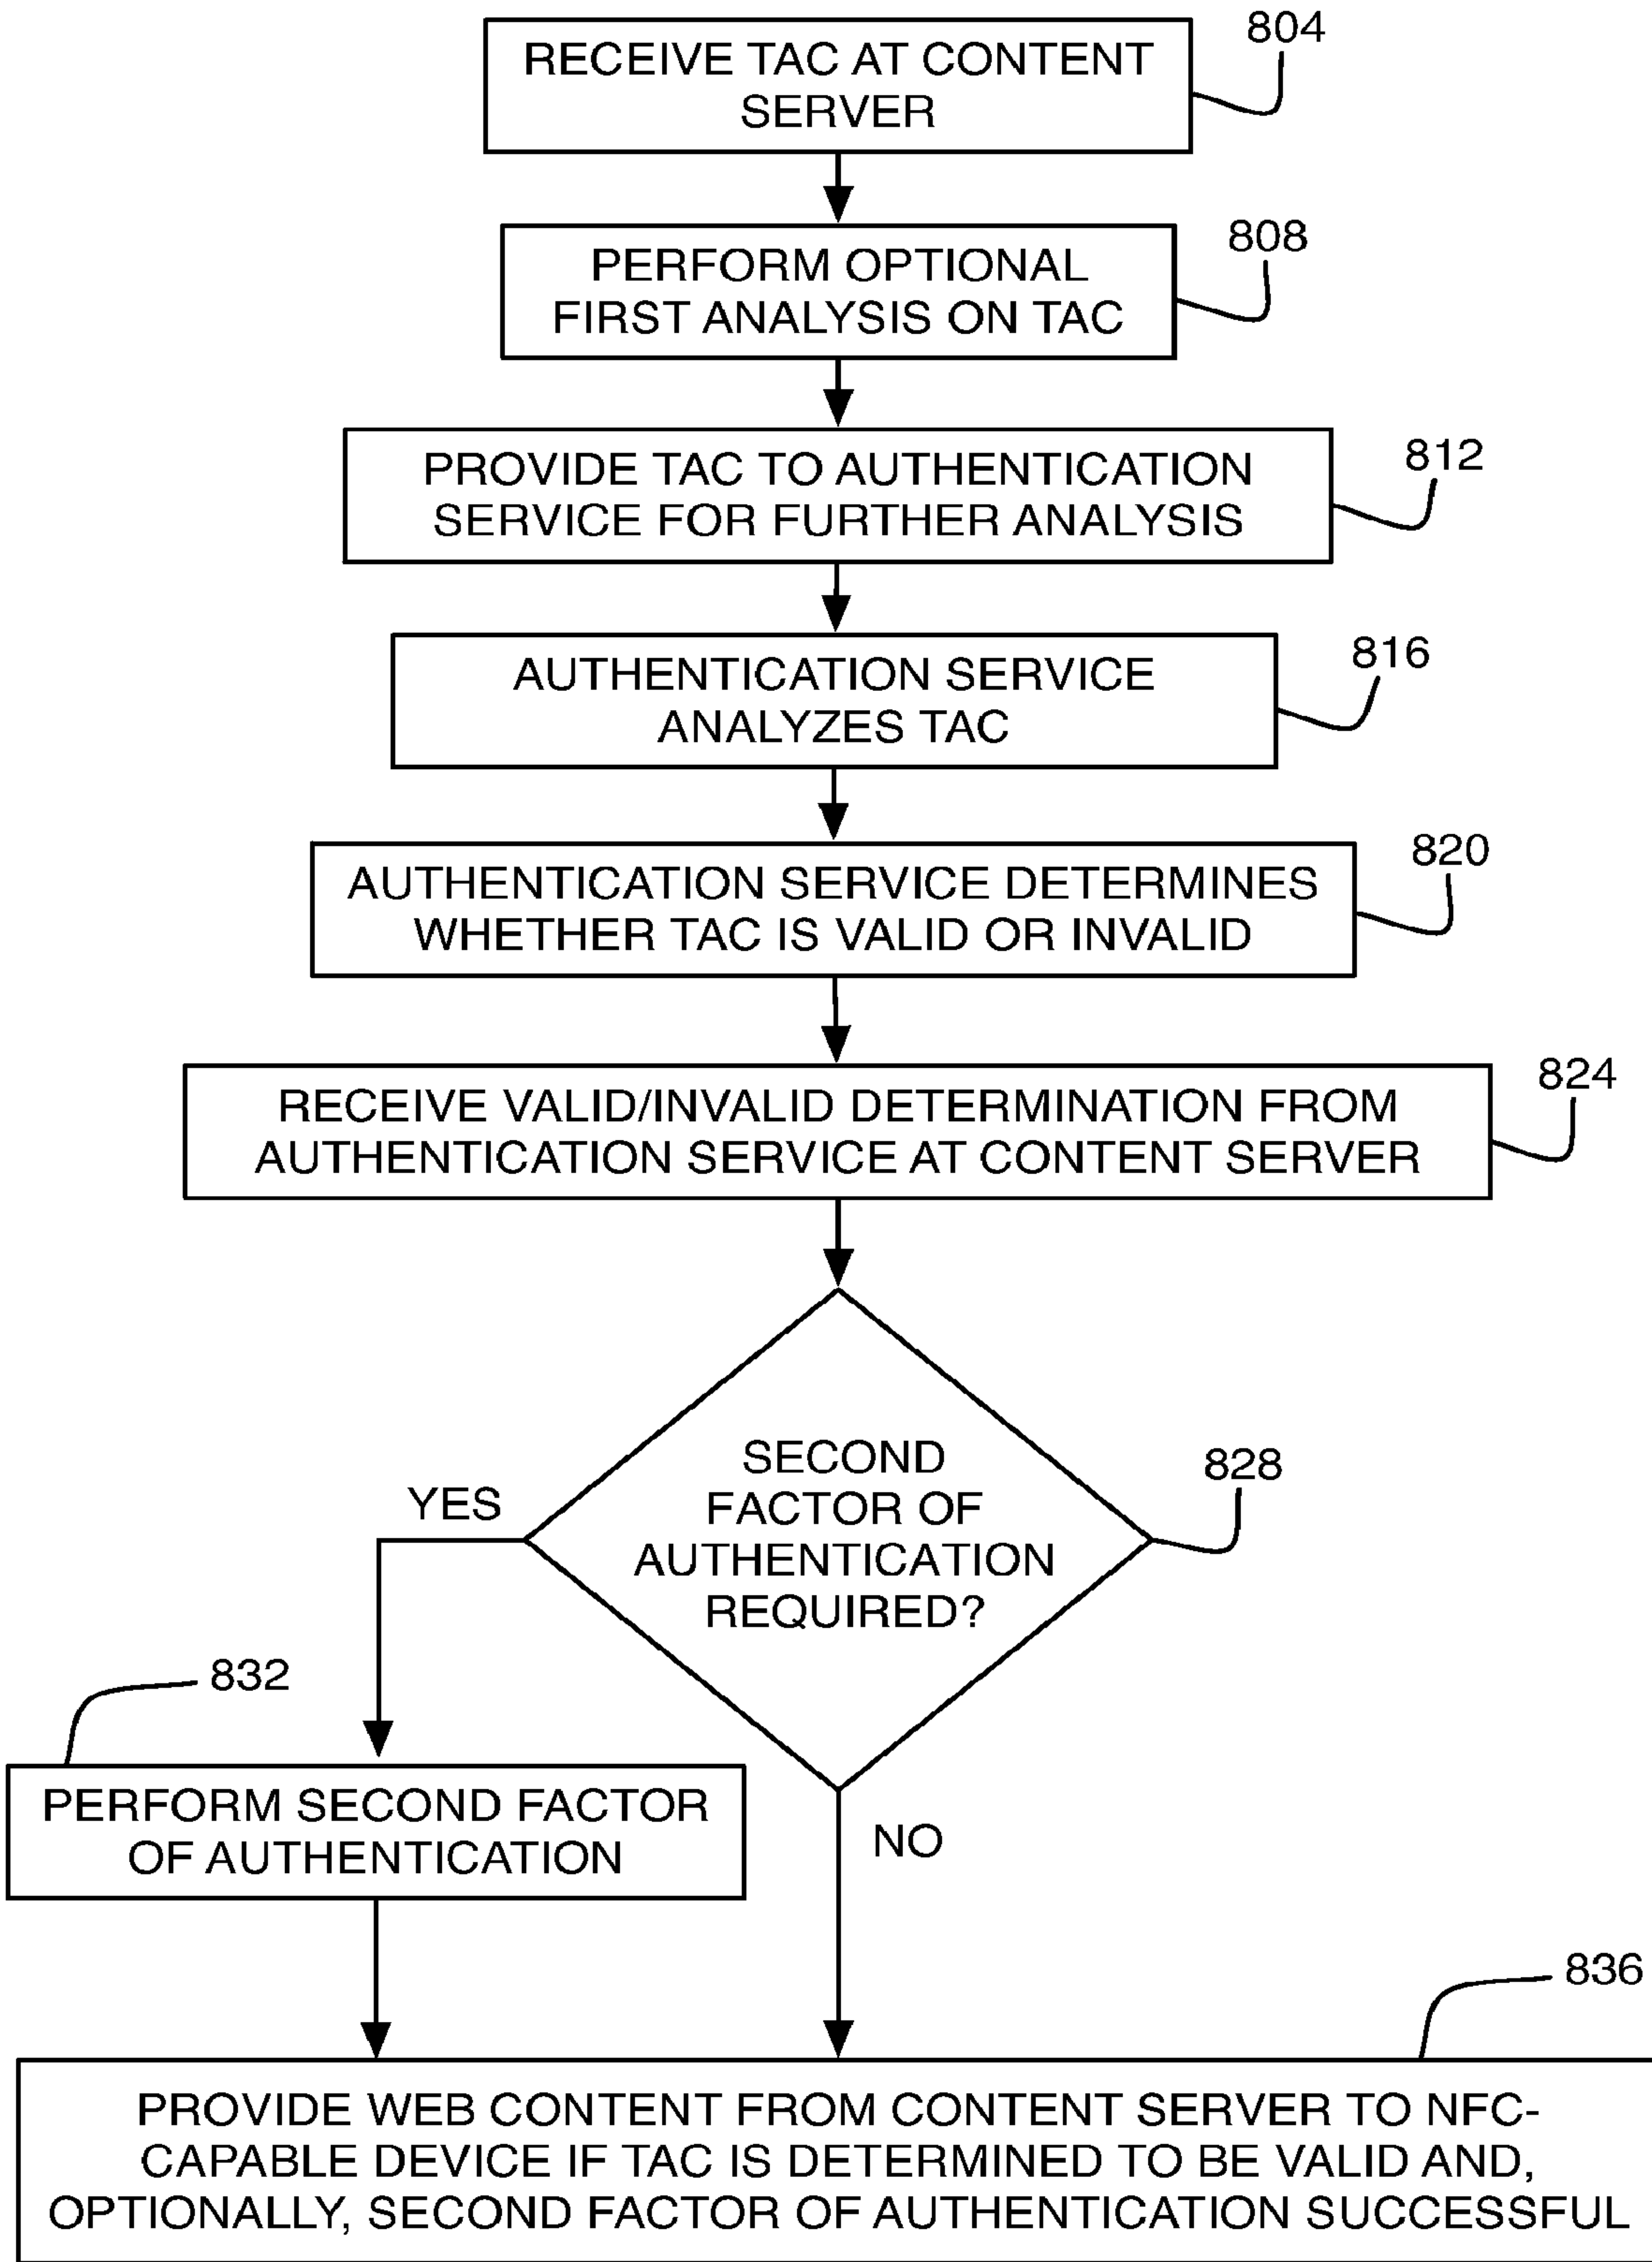 804
RECEIVE TAC AT CONTENT
SERVER
808
PERFORM OPTIONAL
FIRST ANALYSIS ON TAC
812
PROVIDE TAC TO AUTHENTICATION
SERVICE FOR FURTHER ANALYSIS
816
AUTHENTICATION SERVICE
ANALYZES TAC
820
AUTHENTICATION SERVICE DETERMINES
WHETHER TAC IS VALID OR INVALID
824
RECEIVE VALID/INVALID DETERMINATION FROM
AUTHENTICATION SERVICE AT CONTENT SERVER
828
SECOND
FACTOR OF
AUTHENTICATION
REQUIRED?
YES
832
PERFORM SECOND FACTOR
OF AUTHENTICATION
NO
836
PROVIDE WEB CONTENT FROM CONTENT SERVER TO NFC-
CAPABLE DEVICE IF TAC IS DETERMINED TO BE VALID AND,
OPTIONALLY, SECOND FACTOR OF AUTHENTICATION SUCCESSFUL